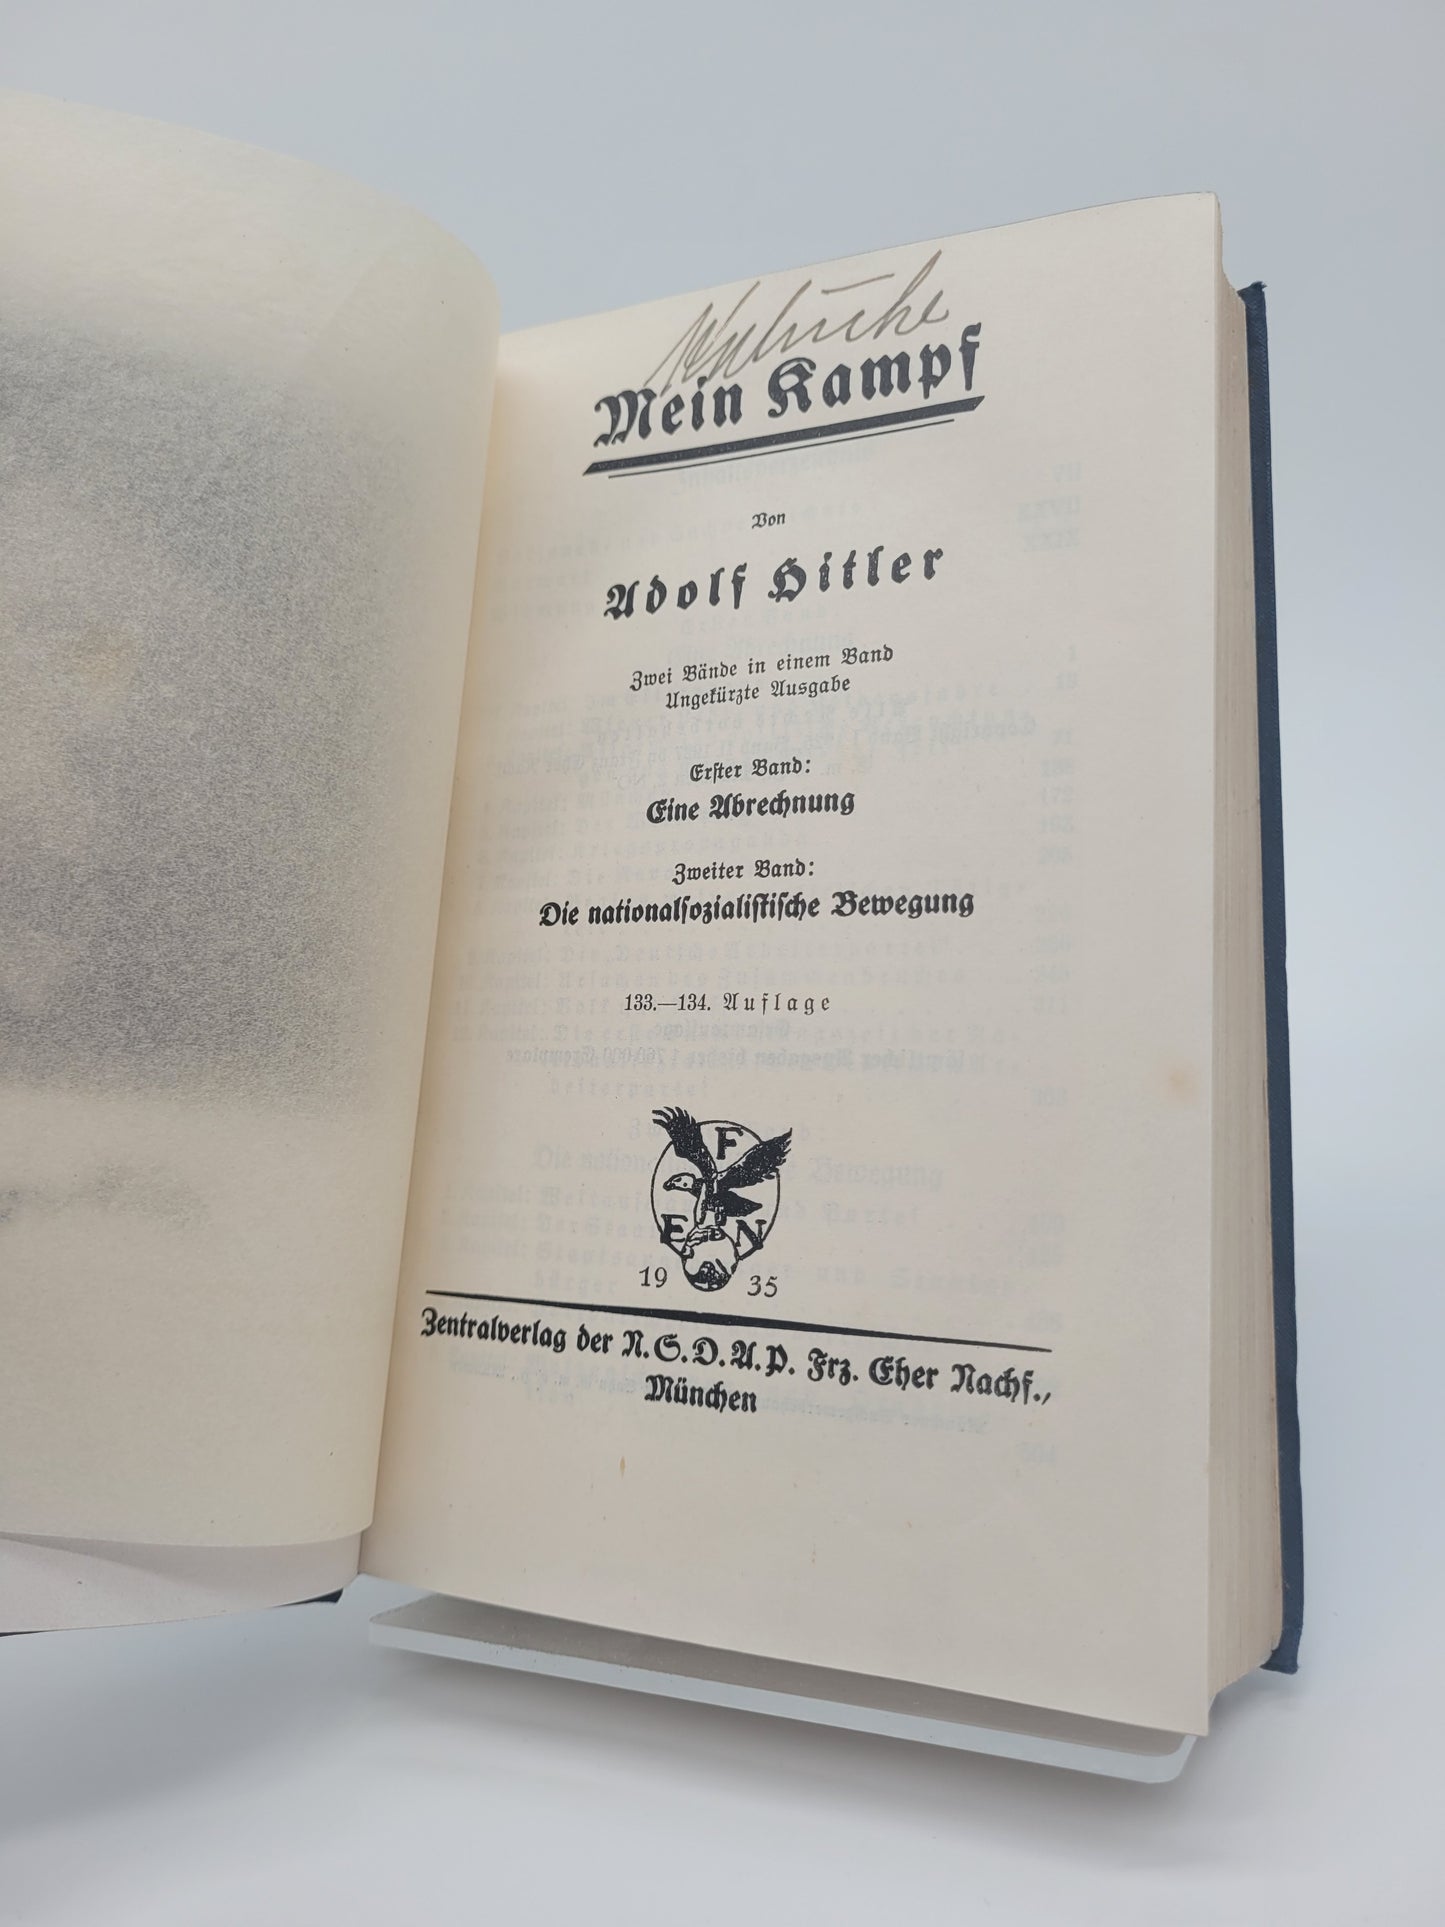 Mein Kampf
Von
Adolf Hitler
Zwei Bände in einem Band
Ungekürzte Ausgabe
Erster Band:
Eine Abrechnung
Zweiter Band:
Die nationalsozialistische Bewegung
133.—134. Auflage
F
E N
19 35
Zentralverlag der N.S.D.A.P. Frz. Eher Nachf.,
München